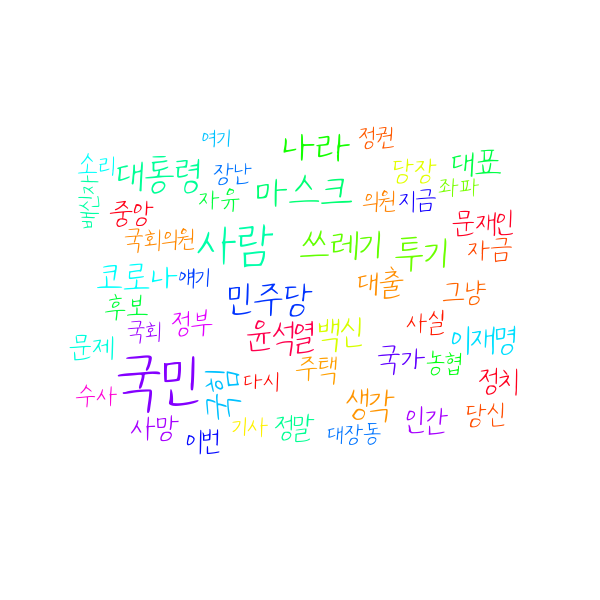 여기
나라
정권
소리
대통령
장난
당장
대표
배신자
중앙
자유
마스크
의원
지금
좌파
국회의원
사람
쓰레기
투기
문재인
자금
코로나
얘기
민주당
대출
그냥
후보
국회
정부
윤석열
백신
사실
이재명
문제
국민
국힘
다시
주택
국가
농협
정치
수사
사망
이번
기사
정말
대장동
생각
인간
당신